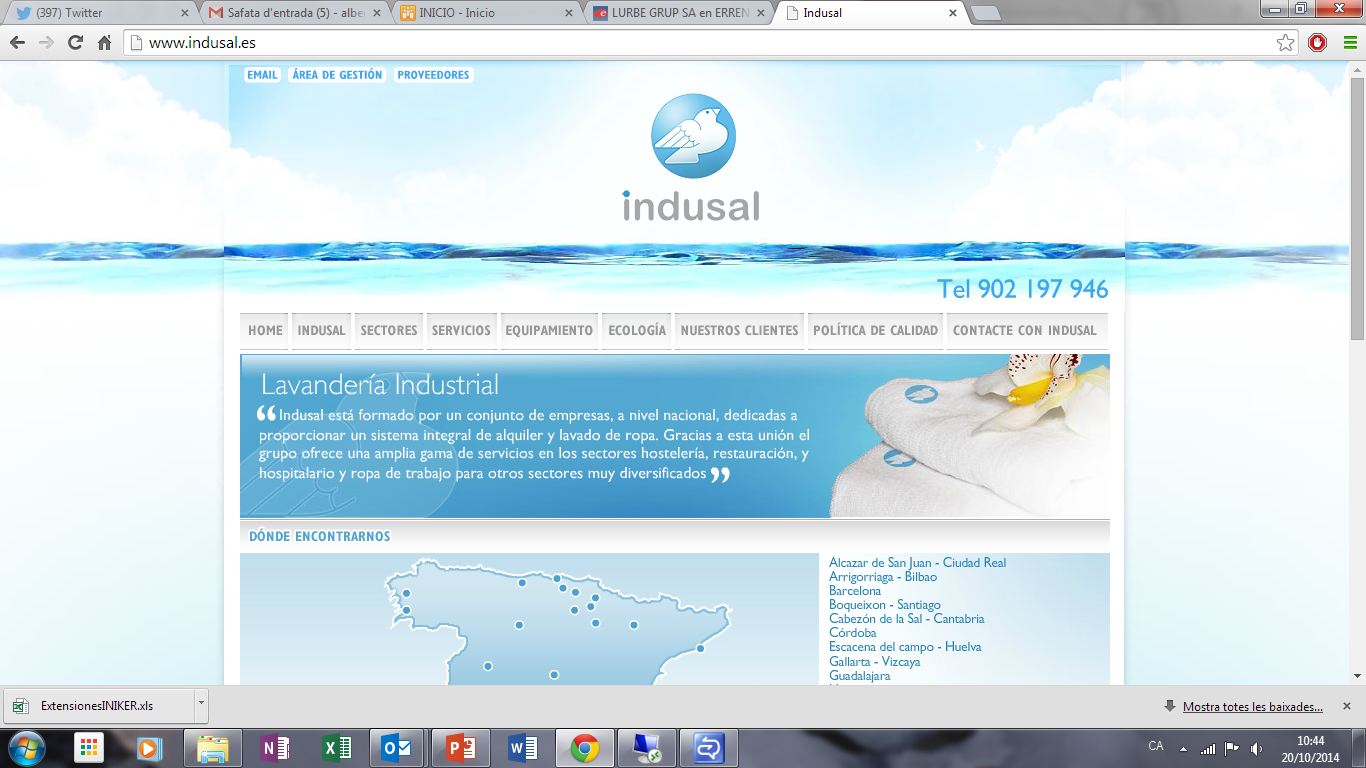 (397) Twitter
Safata d'entrada (5) - albe
INICIO - Inicio
LURBE GRUP SA en ERREN
Indusal
www.indusal.es
EMAIL
ÁREA DE GESTIÓN
PROVEEDORES
indusal
Tel 902 197 946
HOME
INDUSAL
SECTORES
SERVICIOS
EQUIPAMIENTO
ECOLOGÍA
NUESTROS CLIENTES
POLÍTICA DE CALIDAD
CONTACTE CON INDUSAL
Lavandería Industrial
“Indusal está formado por un conjunto de empresas, a nivel nacional, dedicadas a
proporcionar un sistema integral de alquiler y lavado de ropa. Gracias a esta unión el
grupo ofrece una amplia gama de servicios en los sectores hostelería, restauración, y
hospitalario y ropa de trabajo para otros sectores muy diversificados ”
DÓNDE ENCONTRARNOS
Alcazar de San Juan - Ciudad Real
Arrigorriaga - Bilbao
Barcelona
Boqueixon - Santiago
Cabezón de la Sal - Cantabria
Córdoba
Escacena del campo - Huelva
Gallarta - Vizcaya
Guadalajara
ExtensionesINIKER.xls
Mostra totes les baixades...
CA
10:44
20/10/2014